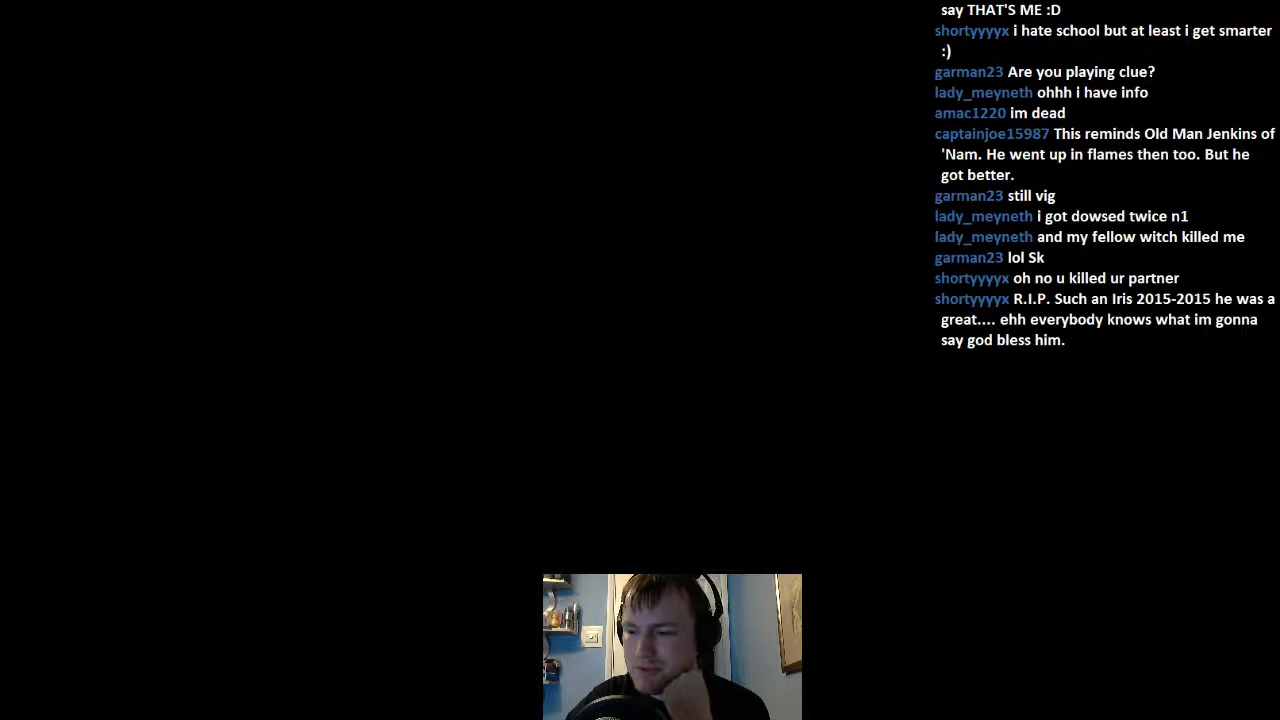 say THAT'S ME :D
shortyyyyx i hate school but at least i get smarter
:)
garman23 Are you playing clue?
lady_meyneth ohhh i have info
amac1220 im dead
captainjoe15987 This reminds Old Man Jenkins of
'Nam. He went up in flames then too. But he
got better.
garman23 still vig
lady_meyneth i got dowsed twice n1
lady_meyneth and my fellow witch killed me
garman23 lol Sk
shortyyyyx oh no u killed ur partner
shortyyyyx R.I.P. Such an Iris 2015-2015 he was a
great.... ehh everybody knows what im gonna
say god bless him.